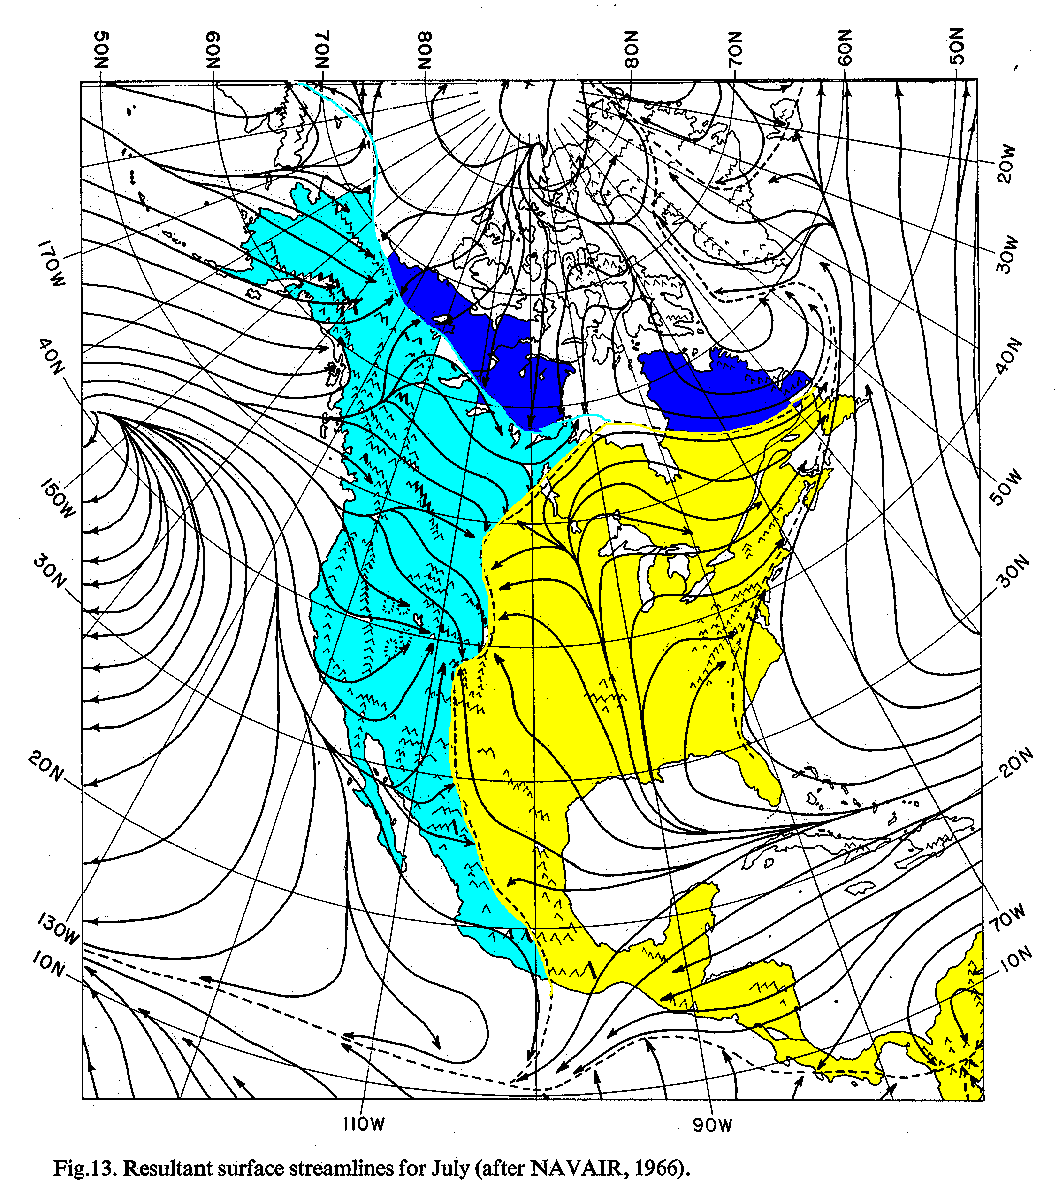 50N 60N 70N 80N 80N 70N 60N 50N
20W
170W
30W
40N
40N
150W
50W
30N
30N
20N
20N
130W
70W
10N
10N
110W
90W
Fig.13. Resultant surface streamlines for July (after NAVAIR, 1966).